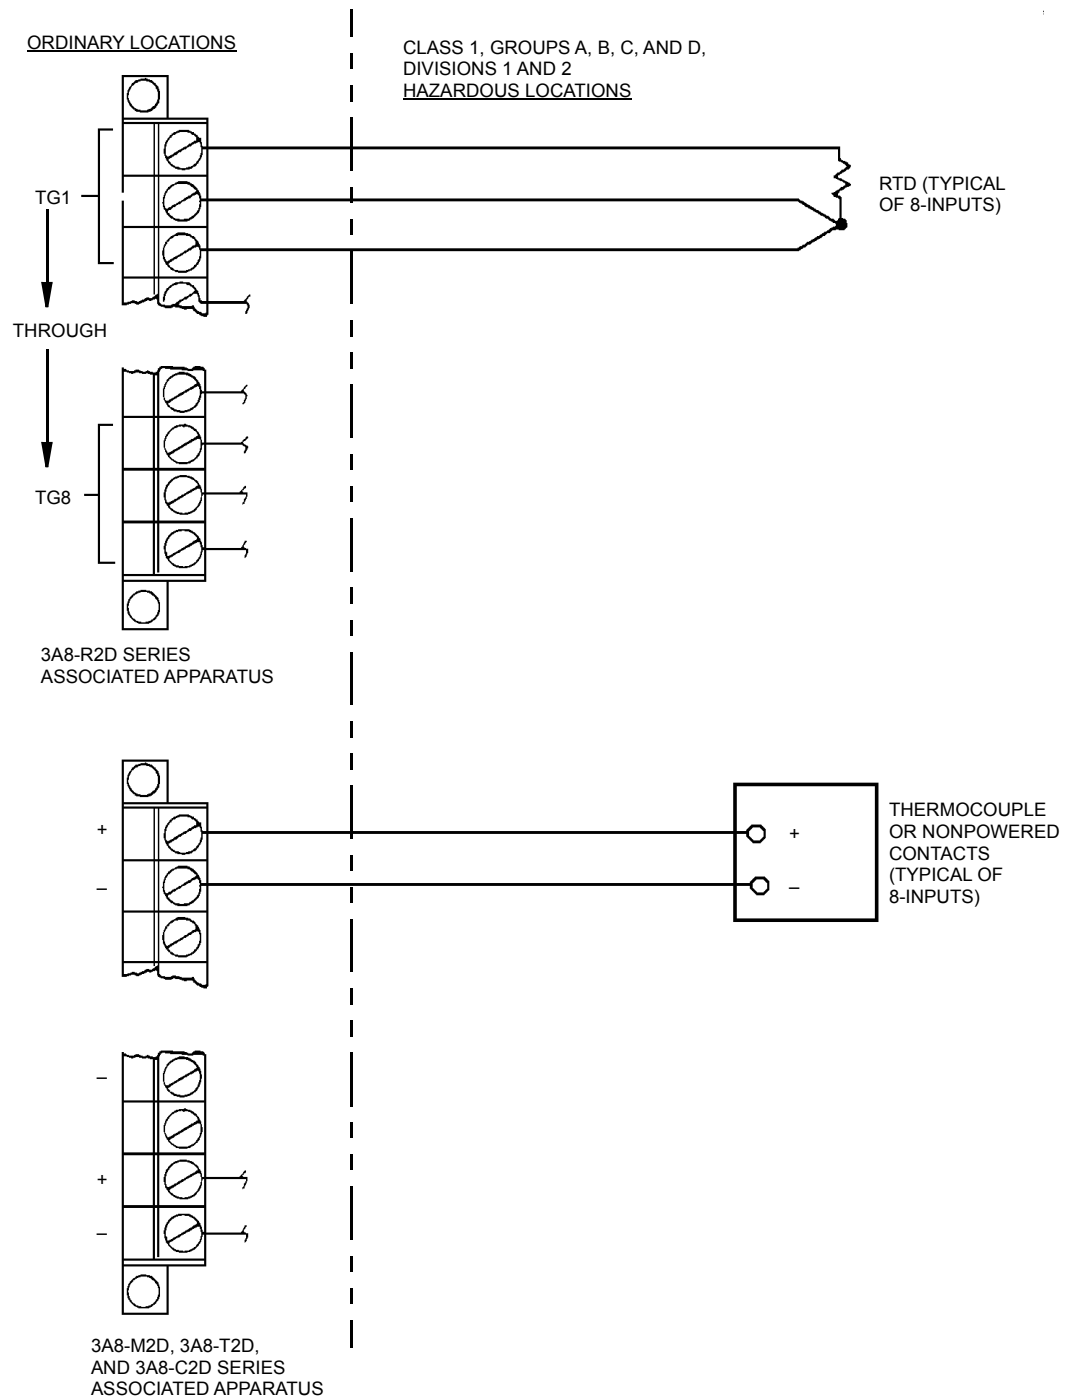 ORDINARY LOCATIONS
CLASS 1, GROUPS A, B, C, AND D,
DIVISIONS 1 AND 2
HAZARDOUS LOCATIONS
TG1
RTD (TYPICAL
OF 8-INPUTS)
THROUGH
TG8
3A8-R2D SERIES
ASSOCIATED APPARATUS
+
–
+
–
THERMOCOUPLE
OR NONPOWERED
CONTACTS
(TYPICAL OF
8-INPUTS)
–
+
–
3A8-M2D, 3A8-T2D,
AND 3A8-C2D SERIES
ASSOCIATED APPARATUS